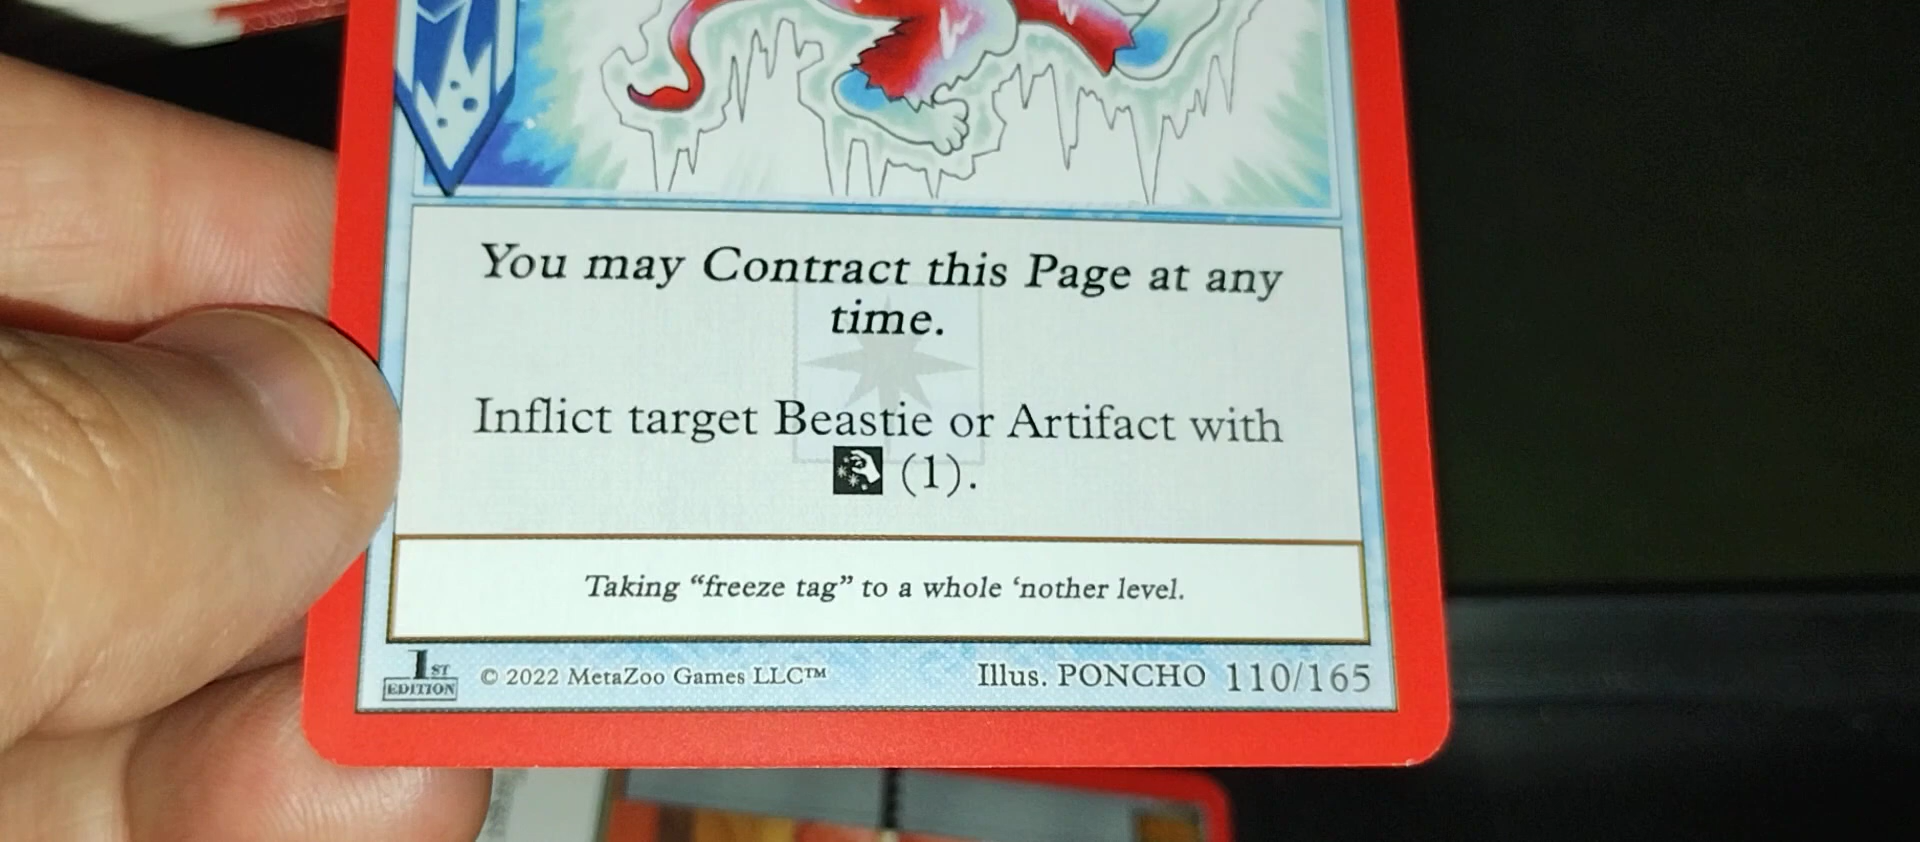 You may Contract this Page at any
time.
Inflict target Beastie or Artifact with
(1).
Taking “freeze tag” to a whole ‘nother level.
1ST
EDITION
© 2022 MetaZoo Games LLC™
Illus. PONCHO 110/165